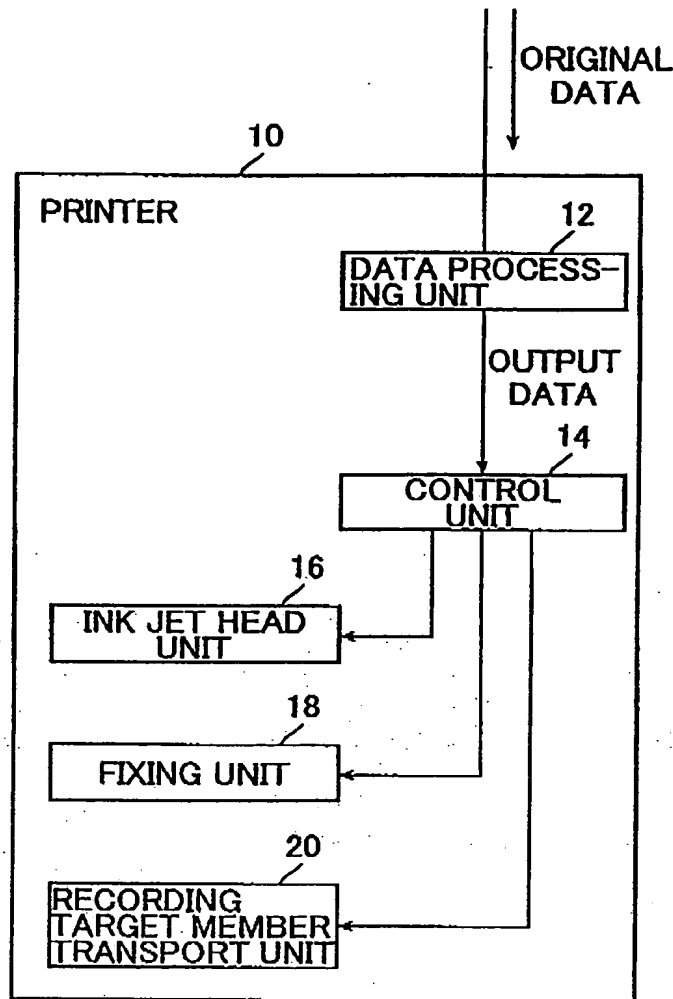 ORIGINAL
DATA
10
PRINTER
12
DATA PROCESS-
ING UNIT
OUTPUT
DATA
14
CONTROL
UNIT
16
INK JET HEAD
UNIT
18
FIXING UNIT
20
RECORDING
TARGET MEMBER
TRANSPORT UNIT